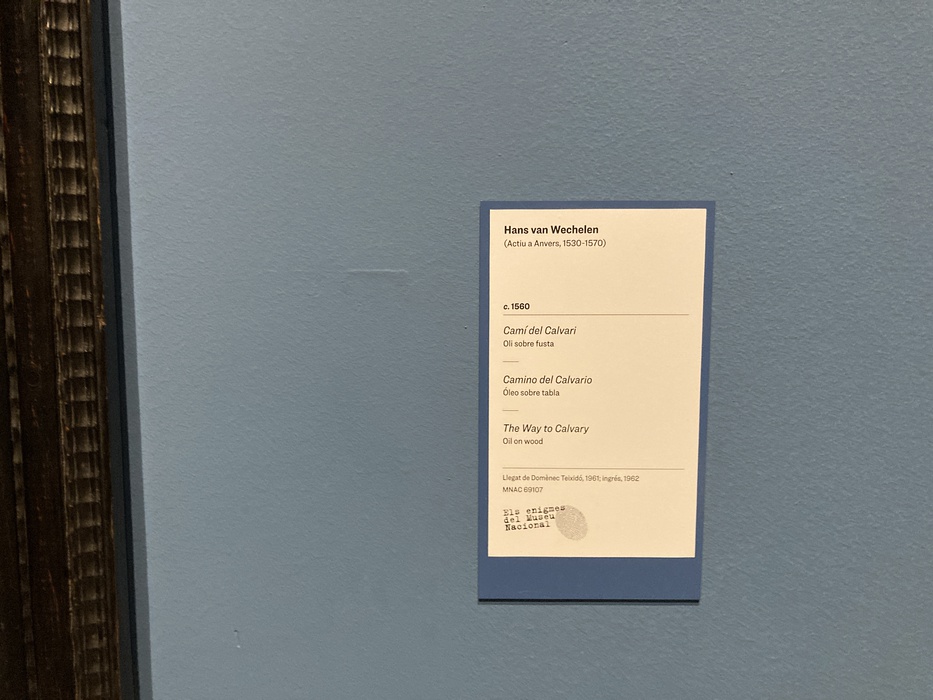 Hans van Wechelen
(Actiu a Anvers, 1530-1570)
c. 1560
Camí del Calvari
Oli sobre fusta
Camino del Calvario
Óleo sobre tabla
The Way to Calvary
Oil on wood
Llegat de Domènec Teixidó, 1961; ingrés, 1962
MNAC 69107
Els enigmes
del Museu
Nacional